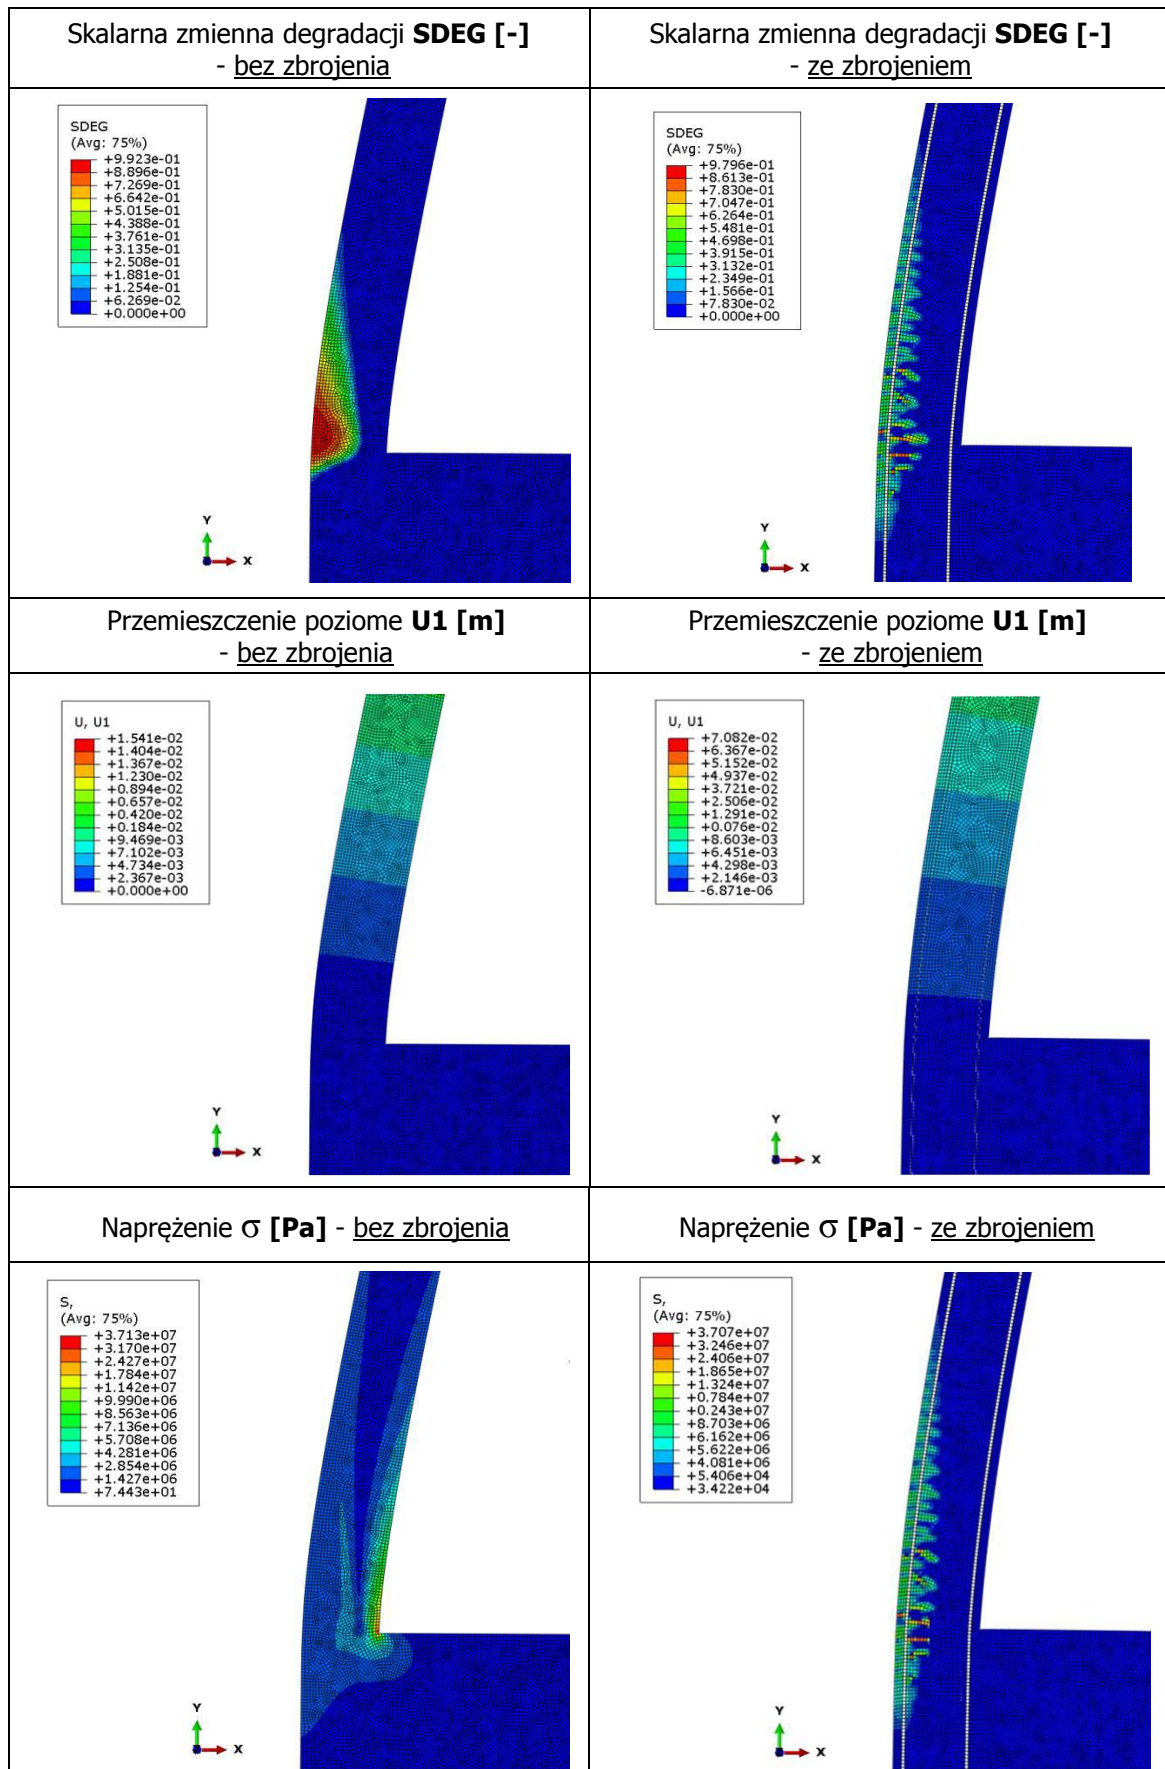 Skalarna zmienna degradacji SDEG [-]
- bez zbrojenia
Skalarna zmienna degradacji SDEG [-]
- ze zbrojeniem
SDEG
(Avg: 75%)
+9.923e-01
+8.896e-01
+7.269e-01
+6.642e-01
+5.015e-01
+4.388e-01
+3.761e-01
+3.135e-01
+2.508e-01
+1.881e-01
+1.254e-01
+6.269e-02
+0.000e+00
Y
X
SDEG
(Avg: 75%)
+9.796e-01
+8.613e-01
+7.830e-01
+7.047e-01
+6.264e-01
+5.481e-01
+4.698e-01
+3.915e-01
+3.132e-01
+2.349e-01
+1.566e-01
+7.830e-02
+0.000e+00
Y
X
Przemieszczenie poziome U1 [m]
- bez zbrojenia
Przemieszczenie poziome U1 [m]
- ze zbrojeniem
U, U1
+1.541e-02
+1.404e-02
+1.367e-02
+1.230e-02
+0.894e-02
+0.657e-02
+0.420e-02
+0.184e-02
+9.469e-03
+7.102e-03
+4.734e-03
+2.367e-03
+0.000e+00
Y
X
U, U1
+7.082e-02
+6.367e-02
+5.152e-02
+4.937e-02
+3.721e-02
+2.506e-02
+1.291e-02
+0.076e-02
+8.603e-03
+6.451e-03
+4.298e-03
+2.146e-03
-6.871e-06
Y
X
Naprężenie σ [Pa] - bez zbrojenia
Naprężenie σ [Pa] - ze zbrojeniem
S,
(Avg: 75%)
+3.713e+07
+3.170e+07
+2.427e+07
+1.784e+07
+1.142e+07
+9.990e+06
+8.563e+06
+7.136e+06
+5.708e+06
+4.281e+06
+2.854e+06
+1.427e+06
+7.443e+01
Y
X
S,
(Avg: 75%)
+3.707e+07
+3.246e+07
+2.406e+07
+1.865e+07
+1.324e+07
+0.784e+07
+0.243e+07
+8.703e+06
+6.162e+06
+5.622e+06
+4.081e+06
+5.406e+04
+3.422e+04
Y
X